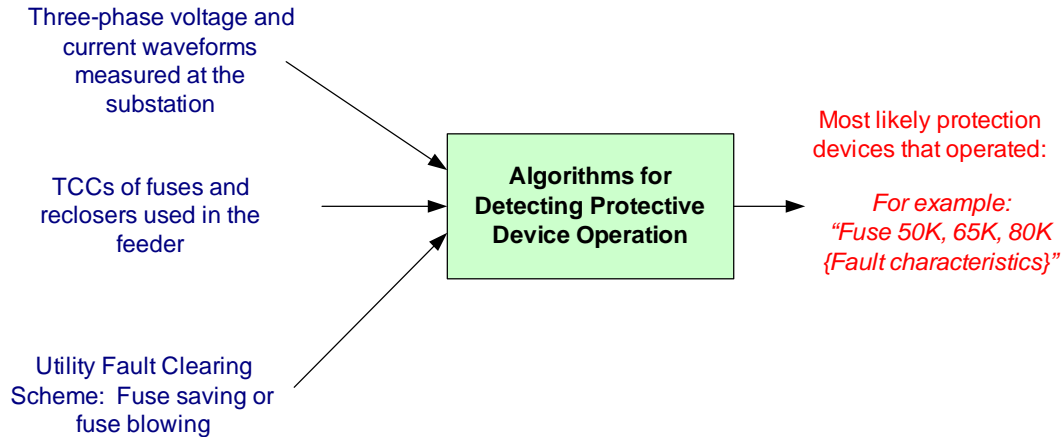 Three-phase voltage and
current waveforms
measured at the
substation
TCCs of fuses and
reclosers used in the
feeder
Utility Fault Clearing
Scheme: Fuse saving or
fuse blowing
Algorithms for
Detecting Protective
Device Operation
Most likely protection
devices that operated:
For example:
“Fuse 50K, 65K, 80K
{Fault characteristics}”